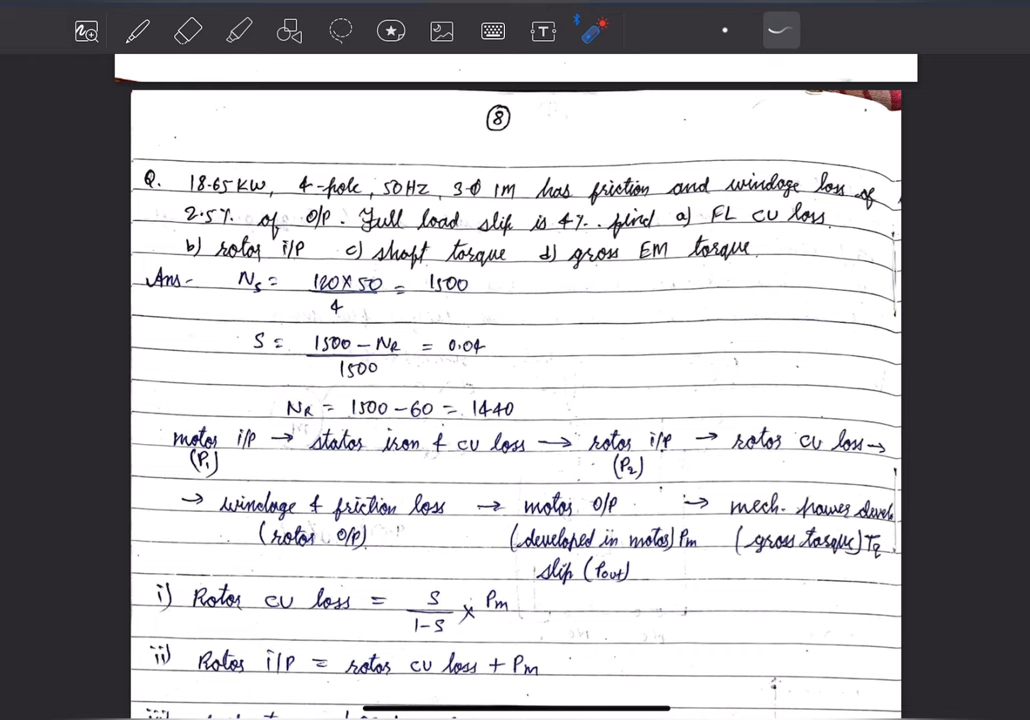 8
Q. 18.65 KW, 4-pole, 50HZ, 3Φ IM has friction and windage loss of
2.5% of O/P. Full load slip is 4%. find a) FL CU loss
b) rotor i/P c) shaft torque d) gross EM torque.
Ans- Ns = 120×50/4 = 1500
S = 1500-NR/1500 = 0.04
NR = 1500-60 = 1440
motor i/P → stator iron & cu loss → rotor i/P → rotor cu loss →
(P1) (P2)
→ windage & friction loss → motor O/P → mech. power devel
(rotor O/P) (developed in motor) Pm (gross torque)
slip (Pout)
i) Rotor cu loss = S/1-S × Pm
ii) Rotor i/P = rotor cu loss + Pm